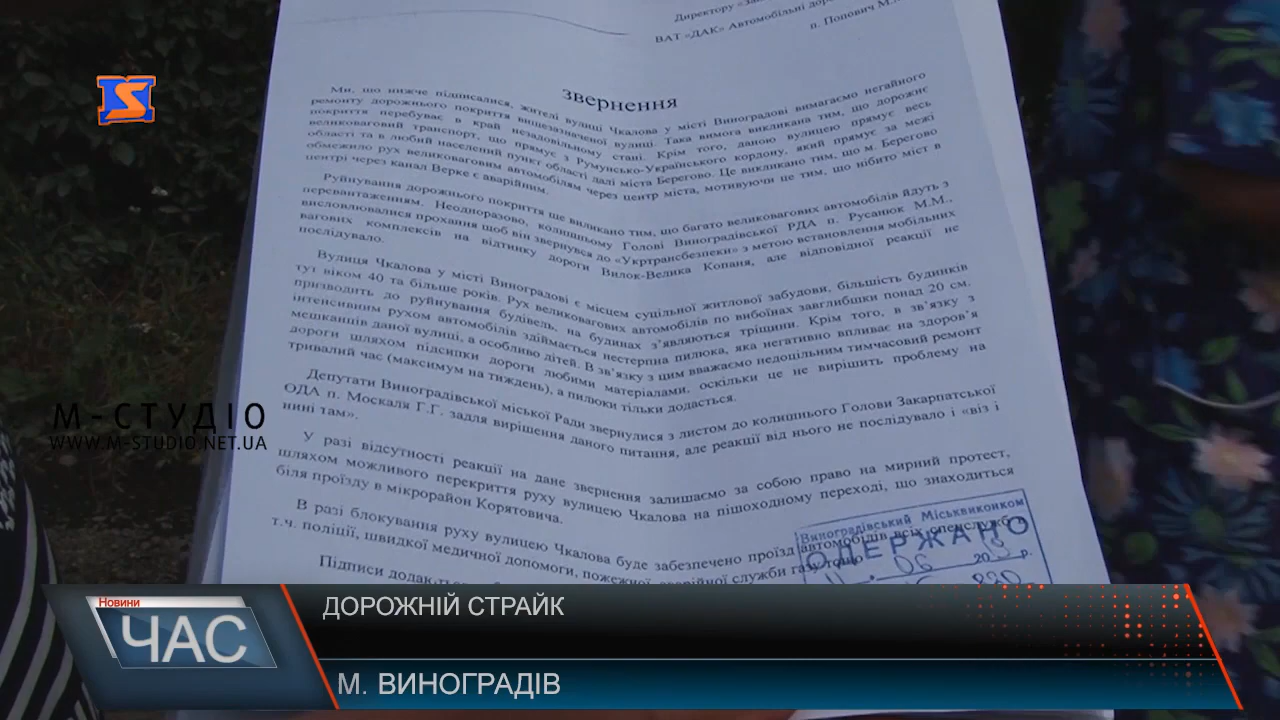 Директору
ВАТ «ДАК» Автомобільні
п. Попович М.
Звернення
Ми, що нижче підписалися, жителі вулиці Чкалова у місті Виноградові вимагаємо негайного
ремонту дорожнього покриття вищезазначеної вулиці. Така вимога викликана тим, що дорожнє
покриття перебуває в край незадовільному стані. Крім того, даною вулицею прямує весь
великоваговий транспорт, що прямує з Румунсько-Українського кордону, який прямує за межі
області та в любий населений пункт області далі міста Берегово. Це викликано тим, що м. Берегово
обмежило рух великоваговим автомобілям через центр міста, мотивуючи це тим, що нібито міст в
центрі через канал Верке є аварійним.
Руйнування дорожнього покриття ще викликано тим, що багато великовагових автомобілів йдуть з
перевантаженням. Неодноразово, колишньому Голові Виноградівської РДА п. Русанюк М.М.,
висловлювалися прохання щоб він звернувся до «Укртрансбезпеки» з метою встановлення мобільних
вагових комплексів на відтинку дороги Вилок-Велика Копаня, але відповідної реакції не
послідувало.
Вулиця Чкалова у місті Виноградові є місцем суцільної житлової забудови, більшість будинків
тут віком 40 та більше років. Рух великовагових автомобілів по вибоїнах завглибшки понад 20 см.
призводить до руйнування будівель, на будинах з’являються тріщини. Крім того, в зв’язку з
інтенсивним рухом автомобілів здіймається нестерпна пилюка, яка негативно впливає на здоров’я
мешканців даної вулиці, а особливо дітей. В зв’язку з цим вважаємо недоцільним тимчасовий ремонт
дороги шляхом підсипки дороги любими матеріалами, оскільки це не вирішить проблему на
тривалий час (максимум на тиждень), а пилюки тільки додасться.
Депутати Виноградівської міської Ради звернулися з листом до колишнього Голови Закарпатської
ОДА п. Москаля Г.Г. задля вирішення даного питання, але реакції від нього не послідувало і «віз і
нині там».
У разі відсутності реакції на дане звернення залишаємо за собою право на мирний протест,
шляхом можливого перекриття руху вулицею Чкалова на пішоходному переході, що знаходиться
біля проїзду в мікрорайон Корятовича.
В разі блокування руху вулицею Чкалова буде забезпечено проїзд автомобілів всіх спецслужб
т.ч. поліції, швидкої медичної допомоги, пожежної, аварійної служби газу тощо
Підписи
Виноградівський Міськвиконком
ОДЕРЖАНО
06 20 р.
М-СТУДІО
WWW.M-STUDIO.NET.UA
Новини
ЧАС
ДОРОЖНІЙ СТРАЙК
М. ВИНОГРАДІВ